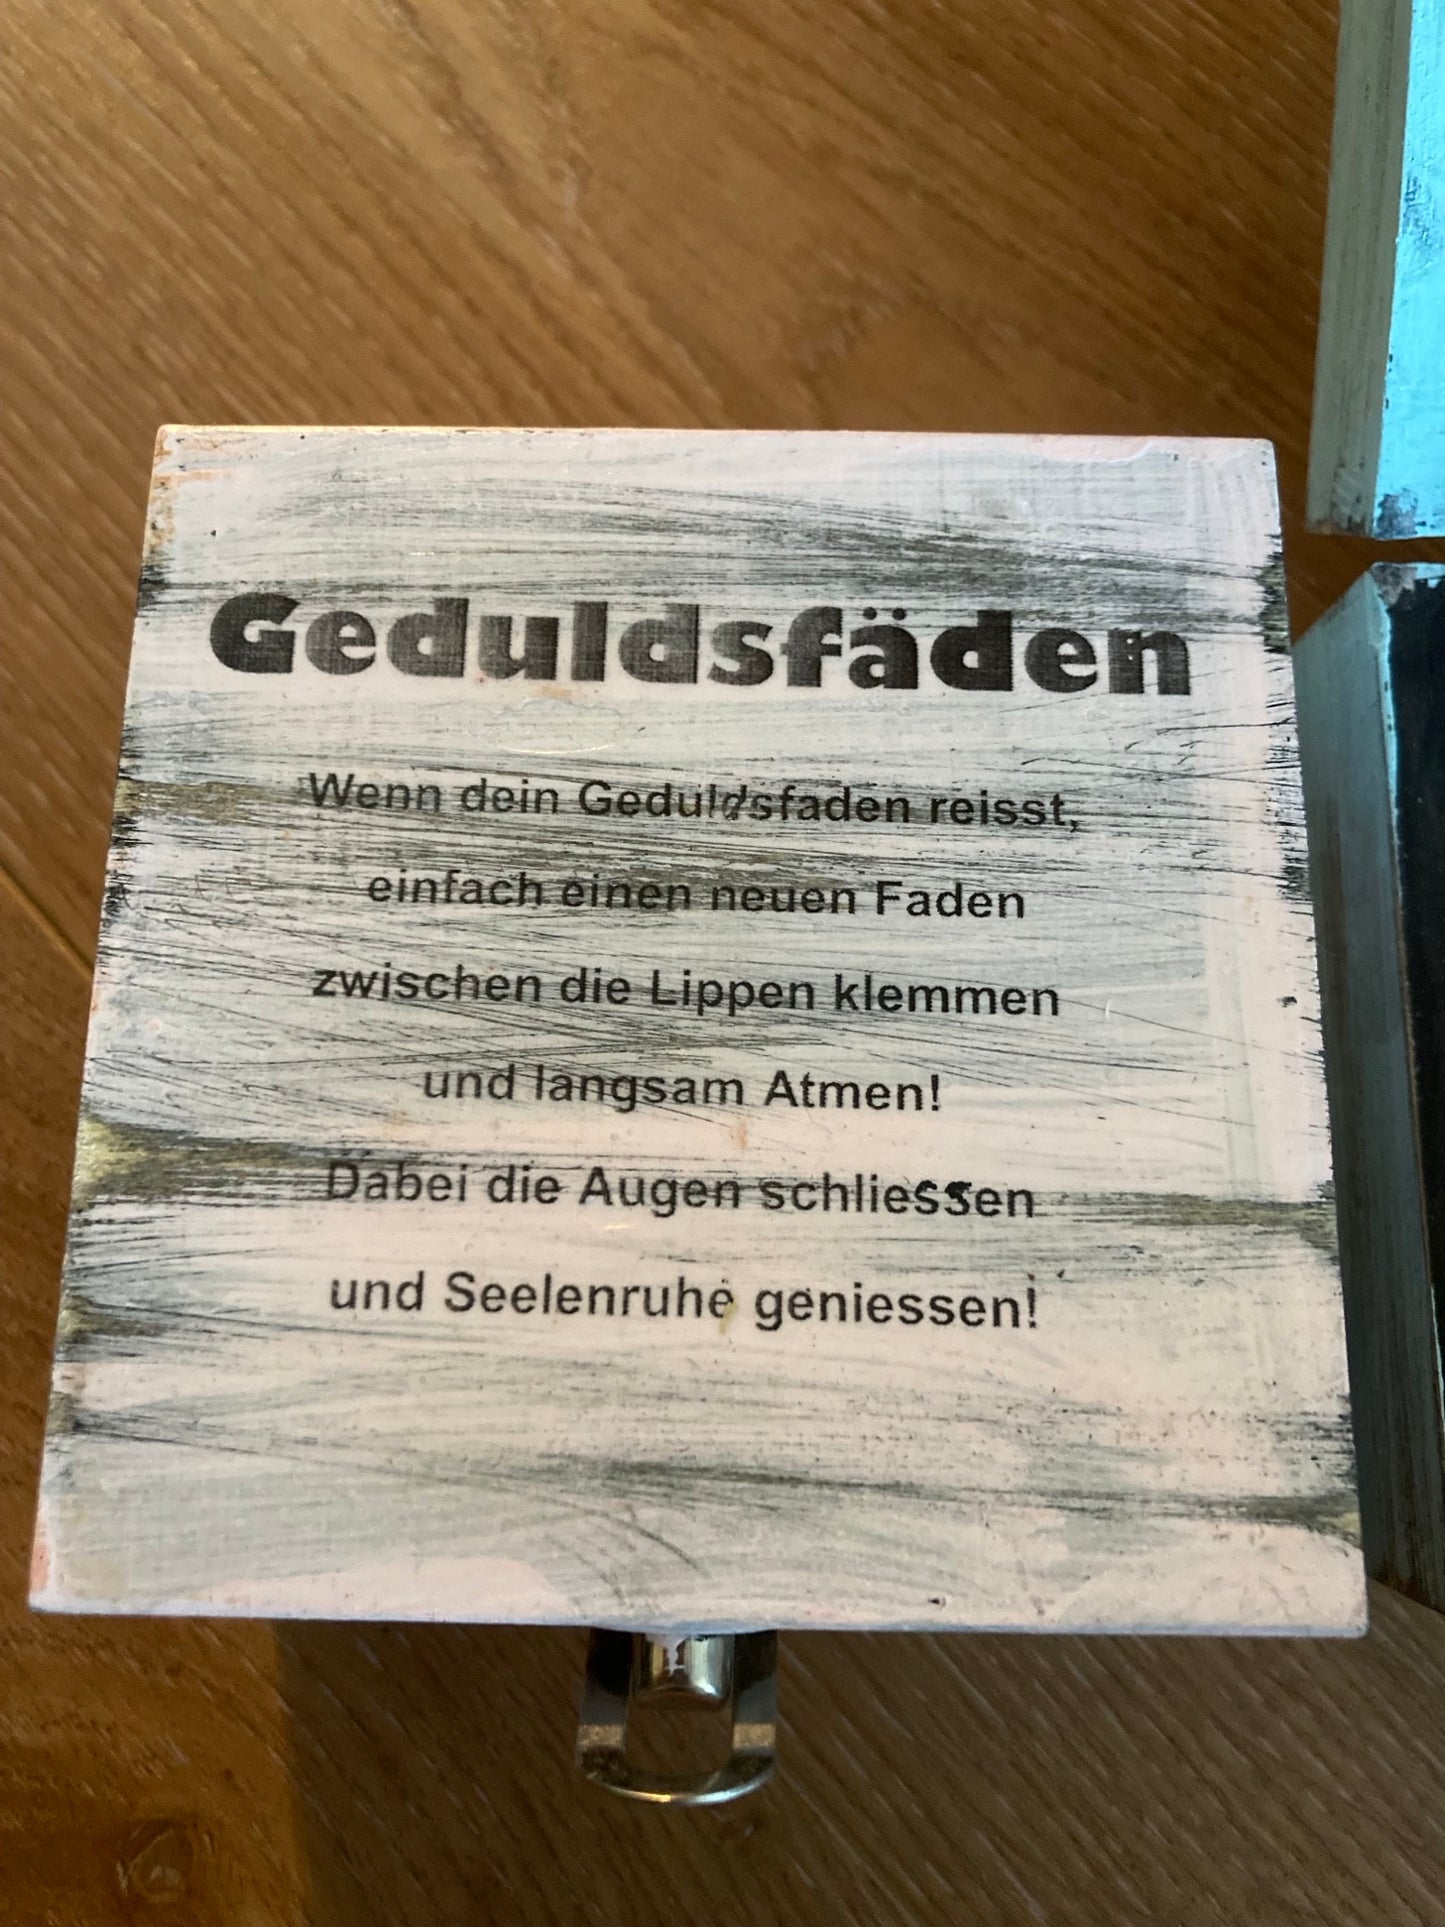 Geduldsfäden
Wenn dein Geduldsfaden reisst,
einfach einen neuen Faden
zwischen die Lippen klemmen
und langsam Atmen!
Dabei die Augen schliessen
und Seelenruhe geniessen!